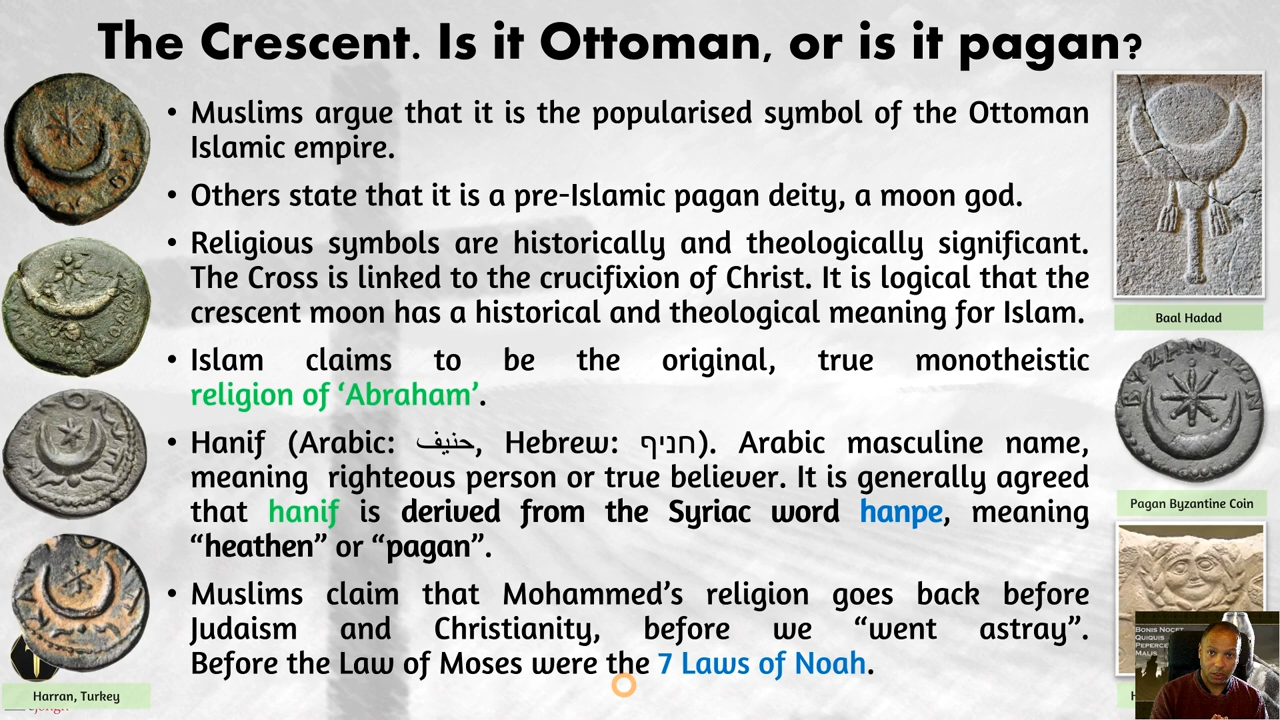 The Crescent. Is it Ottoman, or is it pagan?
• Muslims argue that it is the popularised symbol of the Ottoman
Islamic empire.
• Others state that it is a pre-Islamic pagan deity, a moon god.
• Religious symbols are historically and theologically significant.
The Cross is linked to the crucifixion of Christ. It is logical that the
crescent moon has a historical and theological meaning for Islam.
• Islam claims to be the original, true monotheistic
religion of ‘Abraham’.
• Hanif (Arabic: حنيف, Hebrew: חניף). Arabic masculine name,
meaning righteous person or true believer. It is generally agreed
that hanif is derived from the Syriac word hanpe, meaning
“heathen” or “pagan”.
• Muslims claim that Mohammed’s religion goes back before
Judaism and Christianity, before we “went astray”.
Before the Law of Moses were the 7 Laws of Noah.
Harran, Turkey
Baal Hadad
Pagan Byzantine Coin
BONIS NOCET
QUIQUIS
PEPERCE
MALIS